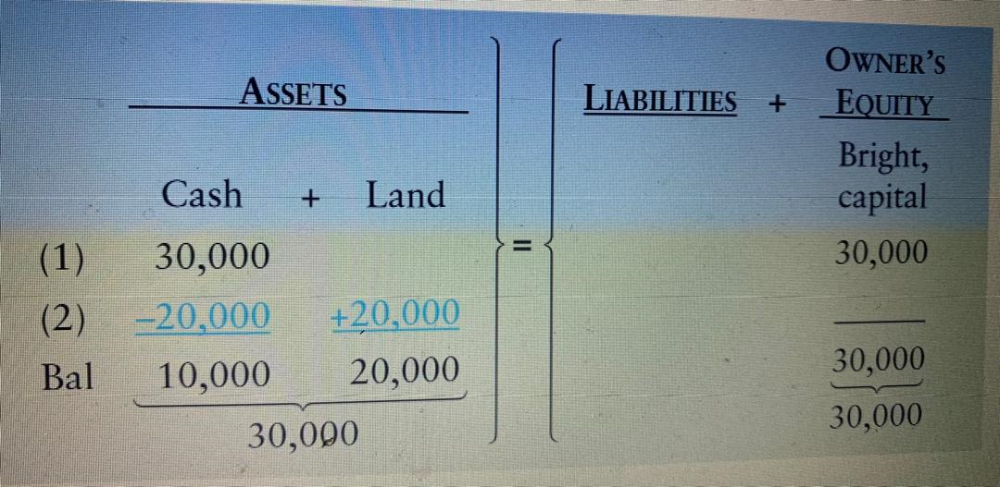 ASSETS
LIABILITIES + OWNER'S
EQUITY
Cash + Land = Bright,
capital
(1) 30,000 30,000
(2) –20,000 +20,000
Bal 10,000 20,000 30,000
30,000 30,000